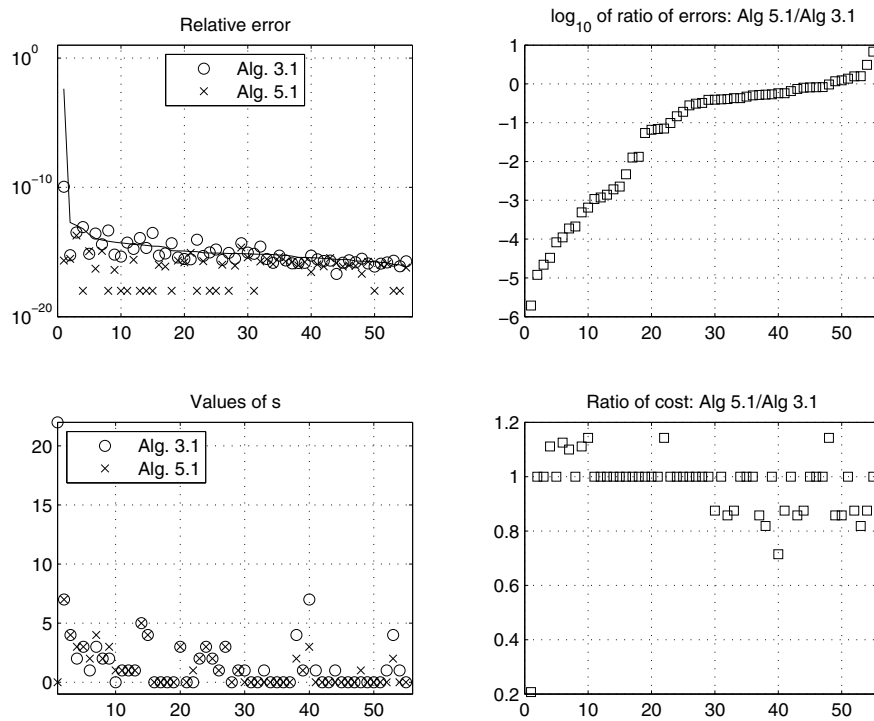 Relative error
10^0
10^-10
10^-20
0 10 20 30 40 50
Alg. 3.1
Alg. 5.1
log_10 of ratio of errors: Alg 5.1/Alg 3.1
1
0
−1
−2
−3
−4
−5
−6
0 10 20 30 40 50
Values of s
20
15
10
5
0
10 20 30 40 50
Alg. 3.1
Alg. 5.1
Ratio of cost: Alg 5.1/Alg 3.1
1.2
1
0.8
0.6
0.4
0.2
0 10 20 30 40 50